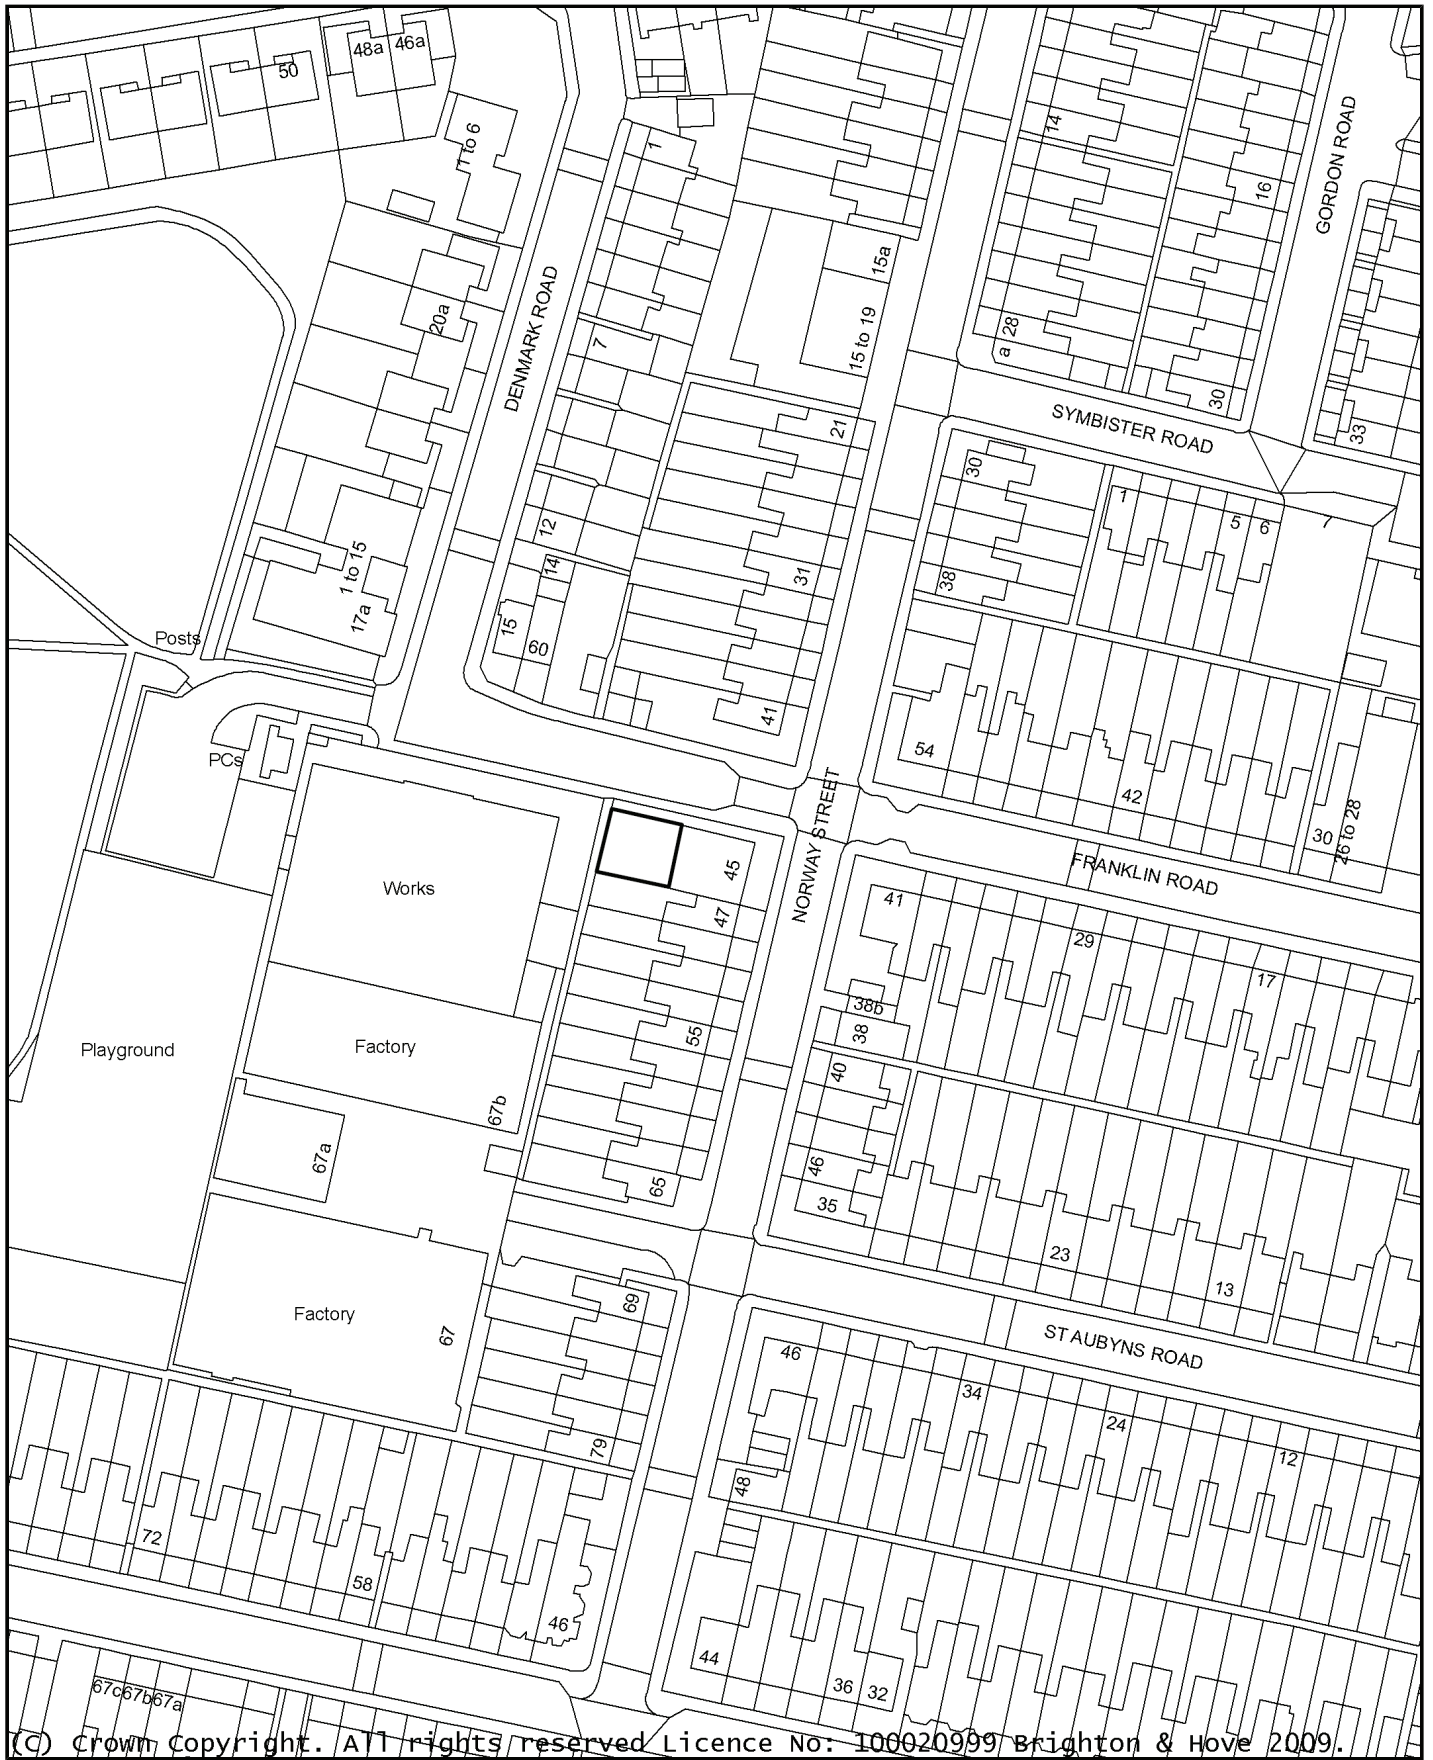 48a
46a
50
1 to 6
1
14
16
GORDON ROAD
20a
DENMARK ROAD
7
15a
15 to 19
28
a
30
33
SYMBISTER ROAD
21
30
1
5
6
7
12
14
31
38
1 to 15
17a
15
60
Posts
41
54
42
30
26 to 28
PCs
NORWAY STREET
FRANKLIN ROAD
Works
45
47
41
29
17
38b
38
Playground
Factory
55
40
67b
67a
46
65
35
23
13
Factory
67
69
ST AUBYNS ROAD
46
34
24
12
79
48
72
58
46
44
36
32
67c
67b
67a
(C) Crown Copyright. All rights reserved Licence No: 100020999 Brighton & Hove 2009.